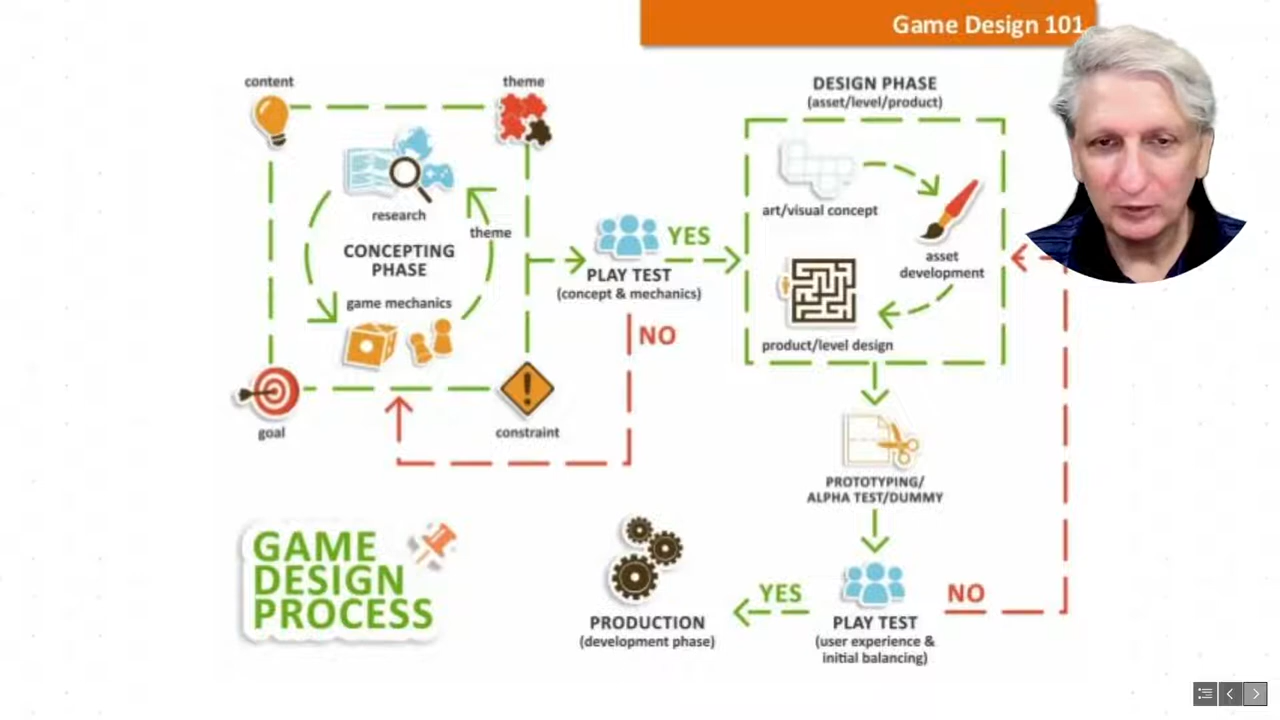 Game Design 101
content
theme
research
theme
CONCEPTING
PHASE
game mechanics
goal
constraint
PLAY TEST
(concept & mechanics)
YES
NO
DESIGN PHASE
(asset/level/product)
art/visual concept
asset
development
product/level design
PROTOTYPING/
ALPHA TEST/DUMMY
PLAY TEST
(user experience &
initial balancing)
NO
YES
PRODUCTION
(development phase)
GAME
DESIGN
PROCESS